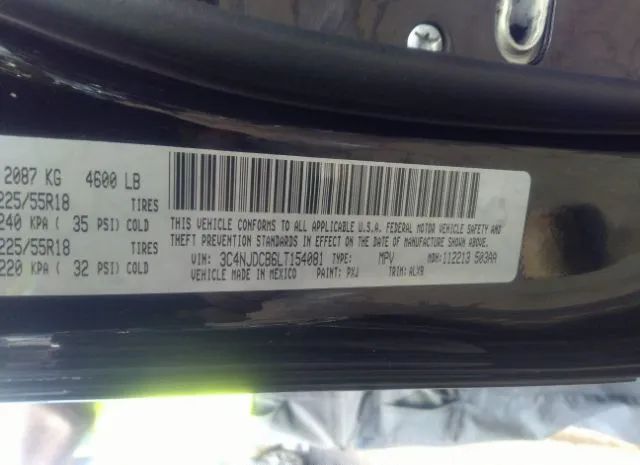 2087 KG 4600 LB
225/55R18 TIRES
240 KPA ( 35 PSI) COLD
225/55R18 TIRES
220 KPA ( 32 PSI) COLD
THIS VEHICLE CONFORMS TO ALL APPLICABLE U.S.A. FEDERAL MOTOR VEHICLE SAFETY AND
THEFT PREVENTION STANDARDS IN EFFECT ON THE DATE OF MANUFACTURE SHOWN ABOVE.
VIN: 3C4NJDCB6LT154081 TYPE: MPV MDH: 112213 503AA
VEHICLE MADE IN MEXICO PAINT: PXJ TRIM: ALX9